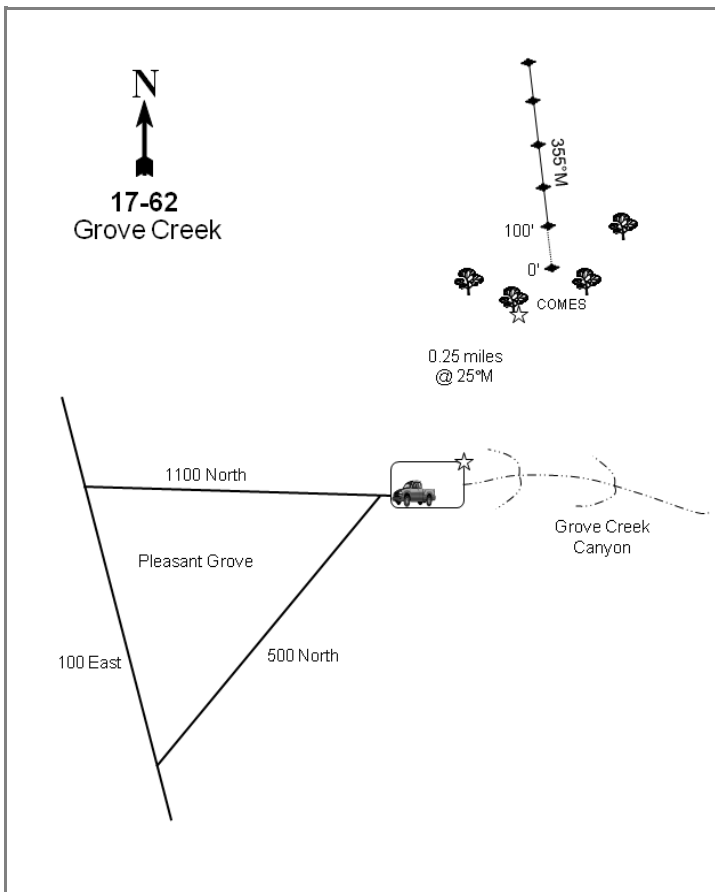 N
17-62
Grove Creek
355°M
100'
0'
COMES
0.25 miles
@ 25°M
1100 North
Pleasant Grove
Grove Creek
Canyon
100 East
500 North